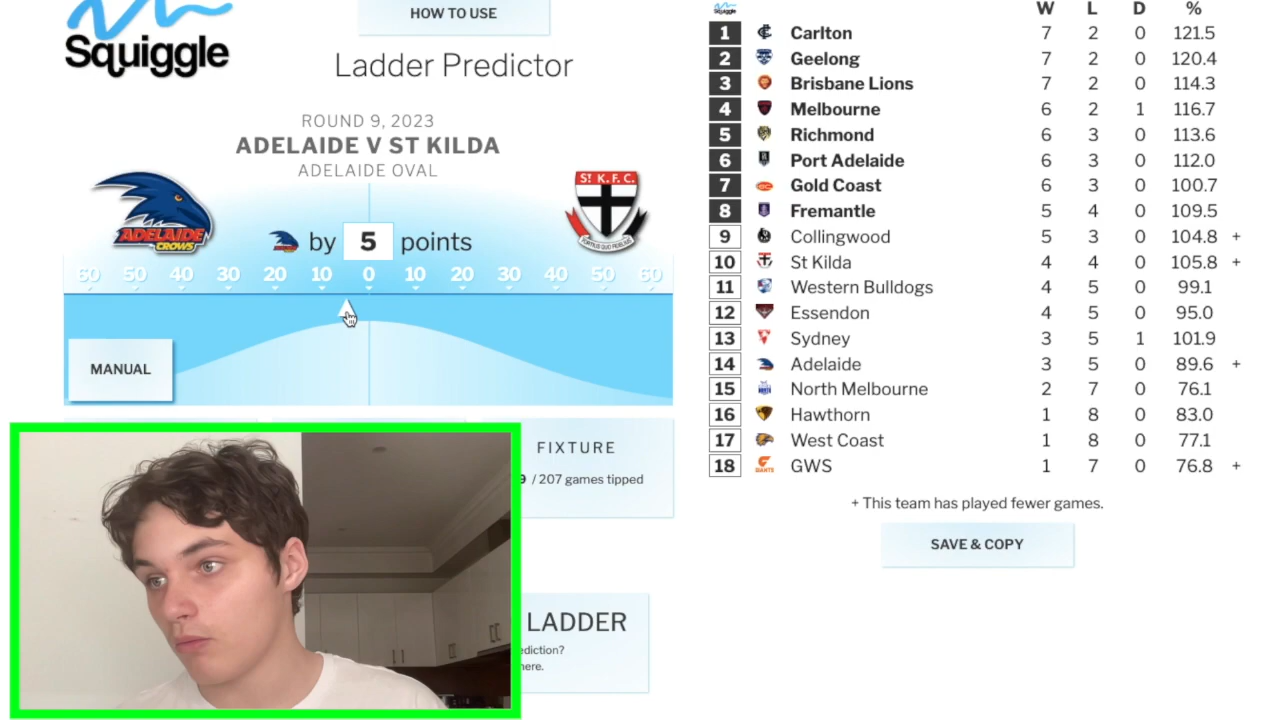 HOW TO USE
Squiggle
Ladder Predictor
ROUND 9, 2023
ADELAIDE V ST KILDA
ADELAIDE OVAL
ADELAIDE
CROWS
ST K.F.C.
by 5 points
60 50 40 30 20 10 0 10 20 30 40 50 60
MANUAL
FIXTURE
9 / 207 games tipped
LADDER
ediction?
here.
Squiggle
W L D %
1 Carlton 7 2 0 121.5
2 Geelong 7 2 0 120.4
3 Brisbane Lions 7 2 0 114.3
4 Melbourne 6 2 1 116.7
5 Richmond 6 3 0 113.6
6 Port Adelaide 6 3 0 112.0
7 Gold Coast 6 3 0 100.7
8 Fremantle 5 4 0 109.5
9 Collingwood 5 3 0 104.8 +
10 St Kilda 4 4 0 105.8 +
11 Western Bulldogs 4 5 0 99.1
12 Essendon 4 5 0 95.0
13 Sydney 3 5 1 101.9
14 Adelaide 3 5 0 89.6 +
15 North Melbourne 2 7 0 76.1
16 Hawthorn 1 8 0 83.0
17 West Coast 1 8 0 77.1
18 GWS 1 7 0 76.8 +
+ This team has played fewer games.
SAVE & COPY